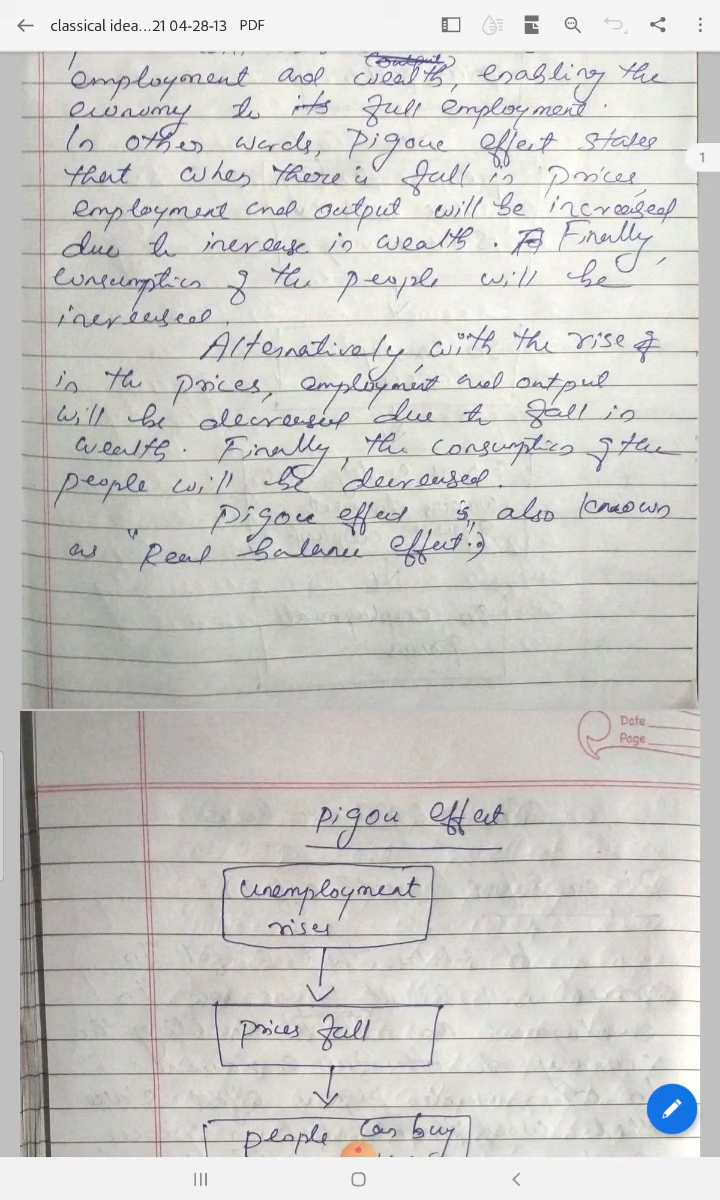 classical idea...21 04-28-13 PDF
(output)
employment and wealth, enabling the
economy to its full employment.
In other words, Pigoue effect states
that when there is fall in prices,
employment and output will be increased
due to increase in wealth. Finally,
consumption of the people will be
increased.
1
Alternatively, with the rise
in the prices, employment and output
will be decreased due to fall in
wealth. Finally, the consumption of the
people will be decreased.
Pigou effect is also known
as "Real balance effect".
Date
Page
Pigou effect
Unemployment
rises
prices fall
people can buy